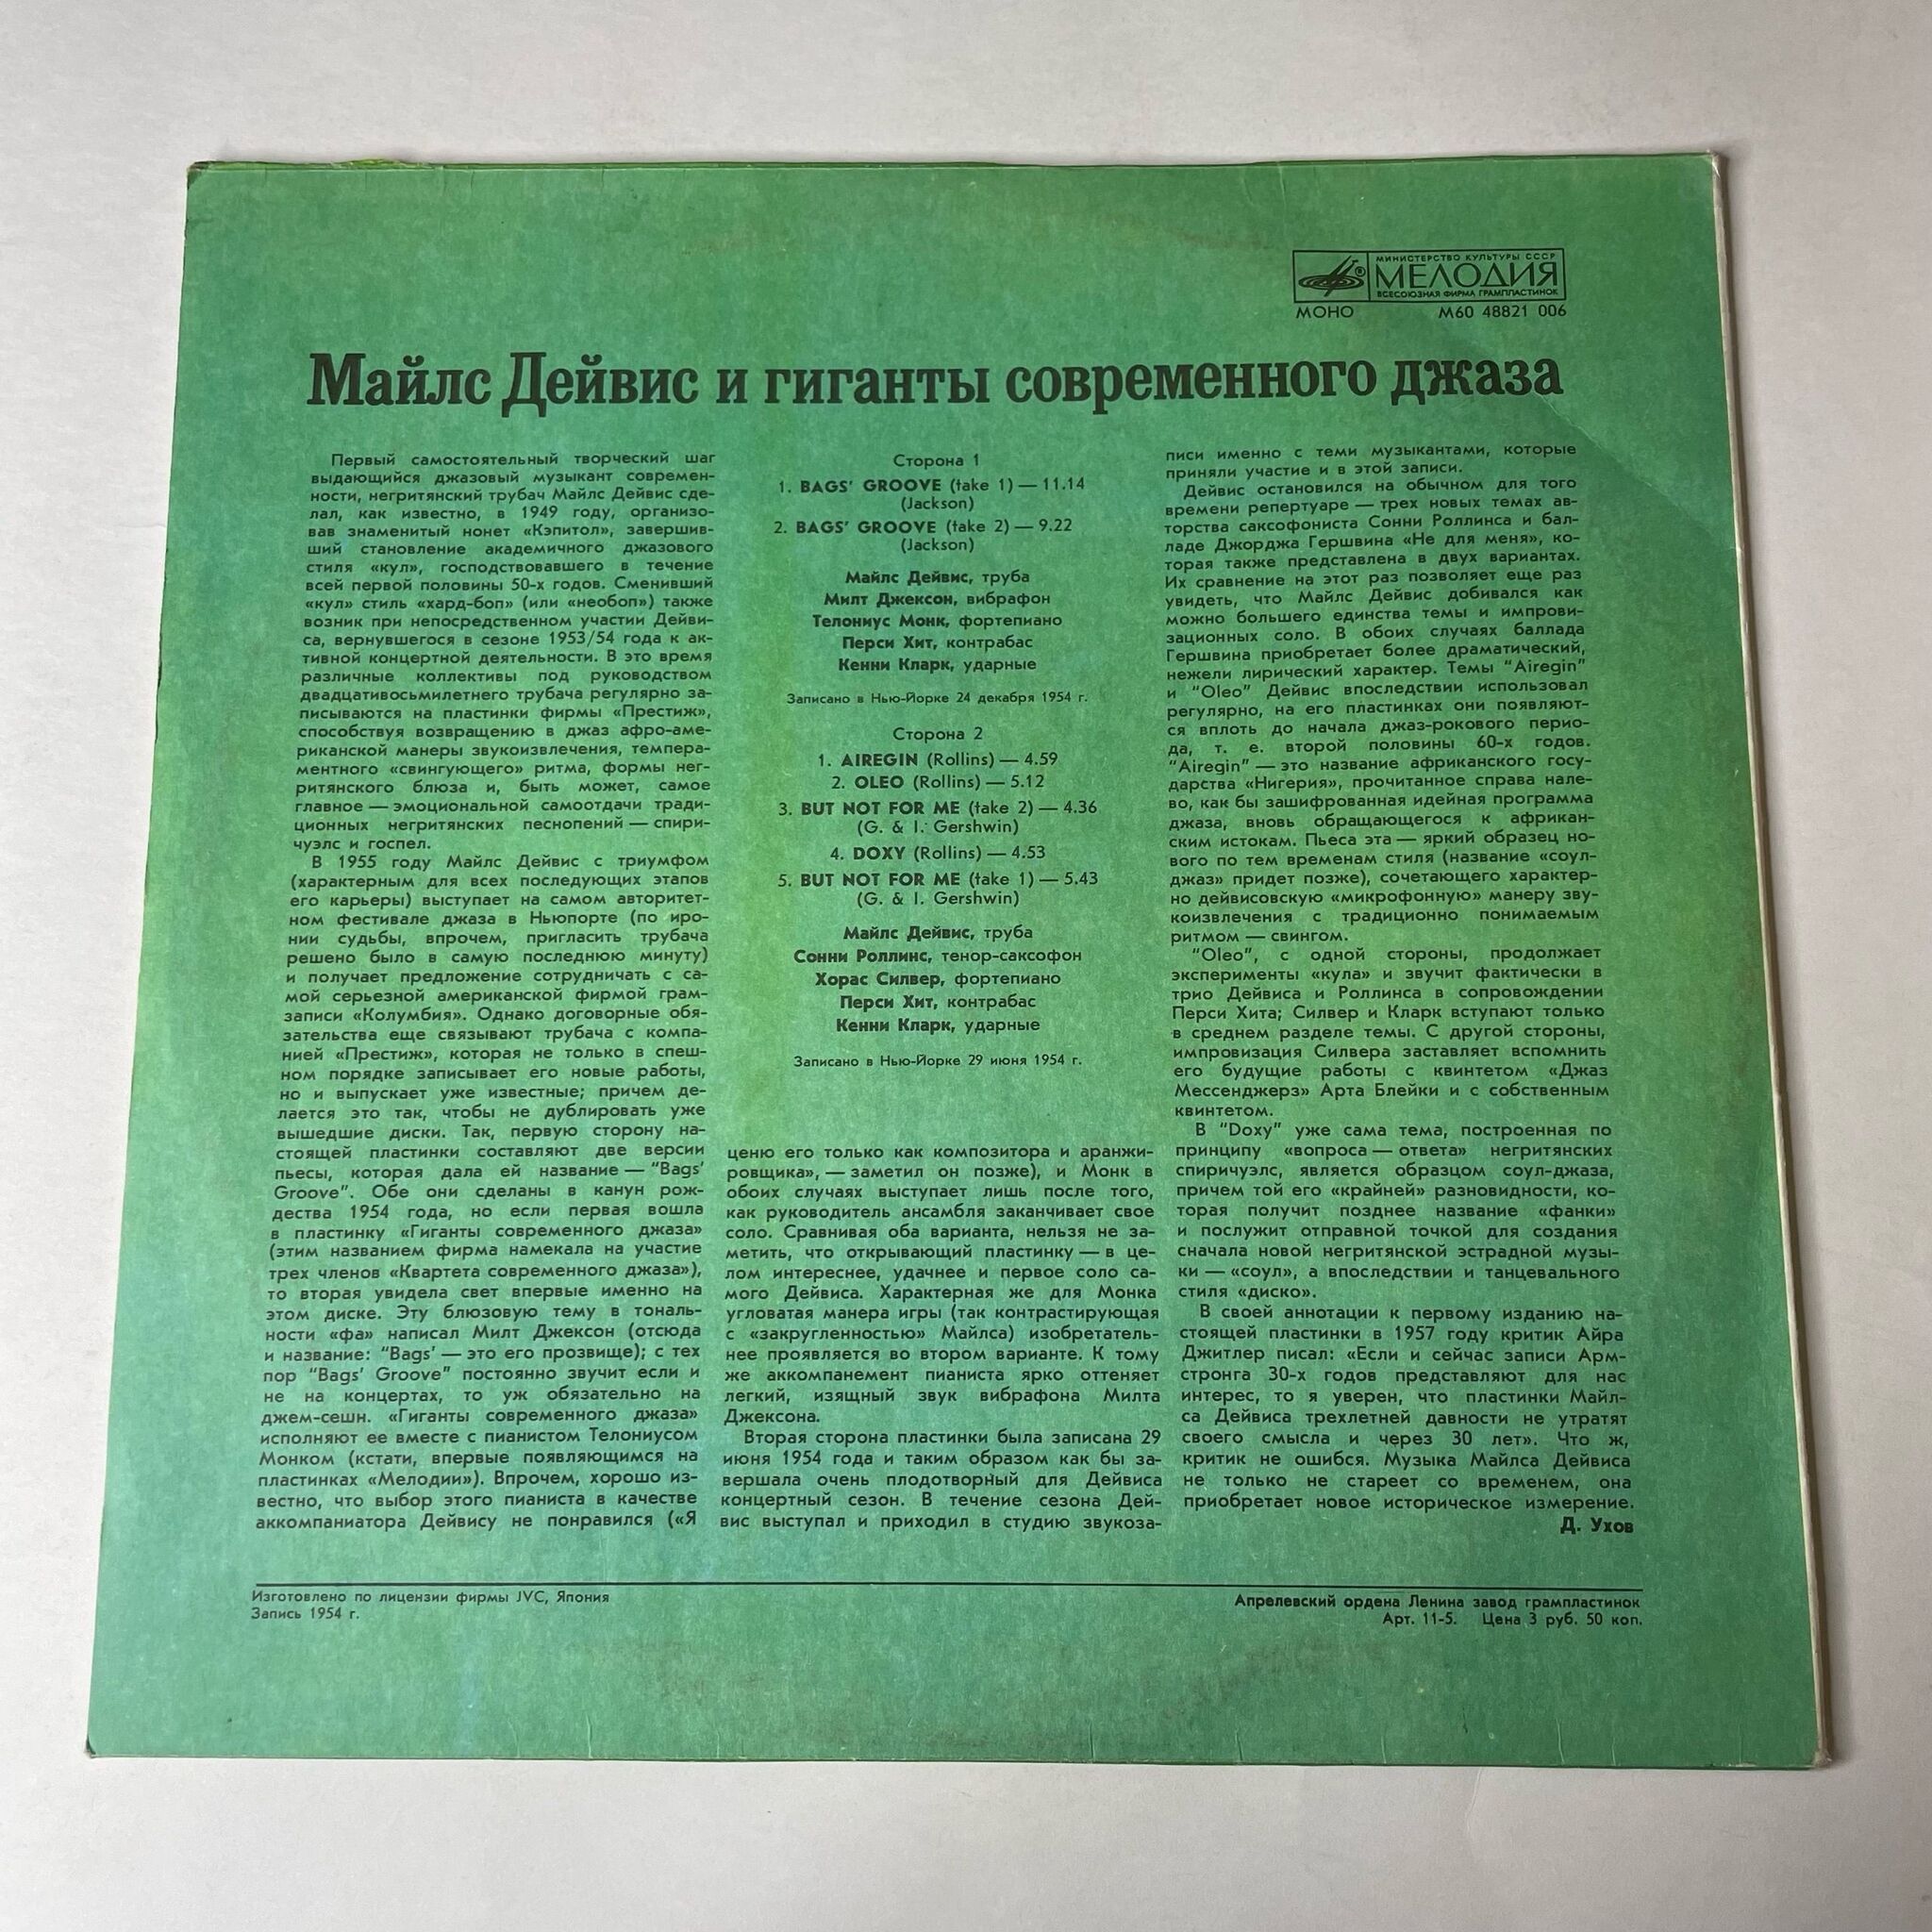 МИНИСТЕРСТВО КУЛЬТУРЫ СССР
МЕЛОДИЯ
ВСЕСОЮЗНАЯ ФИРМА ГРАМПЛАСТИНОК
МОНО М60 48821 006
Майлс Дейвис и гиганты современного джаза
Первый самостоятельный творческий шаг
выдающийся джазовый музыкант современ-
ности, негритянский трубач Майлс Дейвис сде-
лал, как известно, в 1949 году, организо-
вав знаменитый нонет «Кэпитол», завершив-
ший становление академичного джазового
стиля «кул», господствовавшего в течение
всей первой половины 50-х годов. Сменивший
«кул» стиль «хард-боп» (или «необоп») также
возник при непосредственном участии Дейви-
са, вернувшегося в сезоне 1953/54 года к ак-
тивной концертной деятельности. В это время
различные коллективы под руководством
двадцативосьмилетнего трубача регулярно за-
писываются на пластинки фирмы «Престиж»,
способствуя возвращению в джаз афро-аме-
риканской манеры звукоизвлечения, темпера-
ментного «свингующего» ритма, формы нег-
ритянского блюза и, быть может, самое
главное — эмоциональной самоотдачи тради-
ционных негритянских песнопений — спири-
чуэлс и госпел.
В 1955 году Майлс Дейвис с триумфом
(характерным для всех последующих этапов
его карьеры) выступает на самом авторитет-
ном фестивале джаза в Ньюпорте (по иро-
нии судьбы, впрочем, пригласить трубача
решено было в самую последнюю минуту)
и получает предложение сотрудничать с са-
мой серьезной американской фирмой грам-
записи «Колумбия». Однако договорные обя-
зательства еще связывают трубача с компа-
нией «Престиж», которая не только в спеш-
ном порядке записывает его новые работы,
но и выпускает уже известные; причем де-
лается это так, чтобы не дублировать уже
вышедшие диски. Так, первую сторону на-
стоящей пластинки составляют две версии
пьесы, которая дала ей название — “Bags’
Groove”. Обе они сделаны в канун рож-
дества 1954 года, но если первая вошла
в пластинку «Гиганты современного джаза»
(этим названием фирма намекала на участие
трех членов «Квартета современного джаза»),
то вторая увидела свет впервые именно на
этом диске. Эту блюзовую тему в тональ-
ности «фа» написал Милт Джексон (отсюда
и название: “Bags’ — это его прозвище); с тех
пор “Bags’ Groove” постоянно звучит если и
не на концертах, то уж обязательно на
джем-сешн. «Гиганты современного джаза»
исполняют ее вместе с пианистом Телониусом
Монком (кстати, впервые появляющимся на
пластинках «Мелодии»). Впрочем, хорошо из-
вестно, что выбор этого пианиста в качестве
аккомпаниатора Дейвису не понравился («Я
Сторона 1
1. BAGS’ GROOVE (take 1) — 11.14
(Jackson)
2. BAGS’ GROOVE (take 2) — 9.22
(Jackson)
Майлс Дейвис, труба
Милт Джексон, вибрафон
Телониус Монк, фортепиано
Перси Хит, контрабас
Кенни Кларк, ударные
Записано в Нью-Йорке 24 декабря 1954 г.
Сторона 2
1. AIREGIN (Rollins) — 4.59
2. OLEO (Rollins) — 5.12
3. BUT NOT FOR ME (take 2) — 4.36
(G. & I. Gershwin)
4. DOXY (Rollins) — 4.53
5. BUT NOT FOR ME (take 1) — 5.43
(G. & I. Gershwin)
Майлс Дейвис, труба
Сонни Роллинс, тенор-саксофон
Хорас Силвер, фортепиано
Перси Хит, контрабас
Кенни Кларк, ударные
Записано в Нью-Йорке 29 июня 1954 г.
ценю его только как композитора и аранжи-
ровщика», — заметил он позже), и Монк в
обоих случаях выступает лишь после того,
как руководитель ансамбля заканчивает свое
соло. Сравнивая оба варианта, нельзя не за-
метить, что открывающий пластинку — в це-
лом интереснее, удачнее и первое соло са-
мого Дейвиса. Характерная же для Монка
угловатая манера игры (так контрастирующая
с «закругленностью» Майлса) изобретатель-
нее проявляется во втором варианте. К тому
же аккомпанемент пианиста ярко оттеняет
легкий, изящный звук вибрафона Милта
Джексона.
Вторая сторона пластинки была записана 29
июня 1954 года и таким образом как бы за-
вершала очень плодотворный для Дейвиса
концертный сезон. В течение сезона Дей-
вис выступал и приходил в студию звукоза-
писи именно с теми музыкантами, которые
приняли участие и в этой записи.
Дейвис остановился на обычном для того
времени репертуаре — трех новых темах ав-
торства саксофониста Сонни Роллинса и бал-
ладе Джорджа Гершвина «Не для меня», ко-
торая также представлена в двух вариантах.
Их сравнение на этот раз позволяет еще раз
увидеть, что Майлс Дейвис добивался как
можно большего единства темы и импрови-
зационных соло. В обоих случаях баллада
Гершвина приобретает более драматический,
нежели лирический характер. Темы “Airegin”
и “Oleo” Дейвис впоследствии использовал
регулярно, на его пластинках они появляют-
ся вплоть до начала джаз-рокового перио-
да, т. е. второй половины 60-х годов.
“Airegin” — это название африканского госу-
дарства «Нигерия», прочитанное справа нале-
во, как бы зашифрованная идейная программа
джаза, вновь обращающегося к африкан-
ским истокам. Пьеса эта — яркий образец но-
вого по тем временам стиля (название «соул-
джаз» придет позже), сочетающего характер-
но дейвисовскую «микрофонную» манеру зву-
коизвлечения с традиционно понимаемым
ритмом — свингом.
“Oleo”, с одной стороны, продолжает
эксперименты «кула» и звучит фактически в
трио Дейвиса и Роллинса в сопровождении
Перси Хита; Силвер и Кларк вступают только
в среднем разделе темы. С другой стороны,
импровизация Силвера заставляет вспомнить
его будущие работы с квинтетом «Джаз
Мессенджерз» Арта Блейки и с собственным
квинтетом.
В “Doxy” уже сама тема, построенная по
принципу «вопроса — ответа» негритянских
спиричуэлс, является образцом соул-джаза,
причем той его «крайней» разновидности, ко-
торая получит позднее название «фанки»
и послужит отправной точкой для создания
сначала новой негритянской эстрадной музы-
ки — «соул», а впоследствии и танцевального
стиля «диско».
В своей аннотации к первому изданию на-
стоящей пластинки в 1957 году критик Айра
Джитлер писал: «Если и сейчас записи Арм-
стронга 30-х годов представляют для нас
интерес, то я уверен, что пластинки Майл-
са Дейвиса трехлетней давности не утратят
своего смысла и через 30 лет». Что ж,
критик не ошибся. Музыка Майлса Дейвиса
не только не стареет со временем, она
приобретает новое историческое измерение.
Д. Ухов
Изготовлено по лицензии фирмы JVC, Япония
Запись 1954 г.
Апрелевский ордена Ленина завод грампластинок
Арт. 11-5. Цена 3 руб. 50 коп.